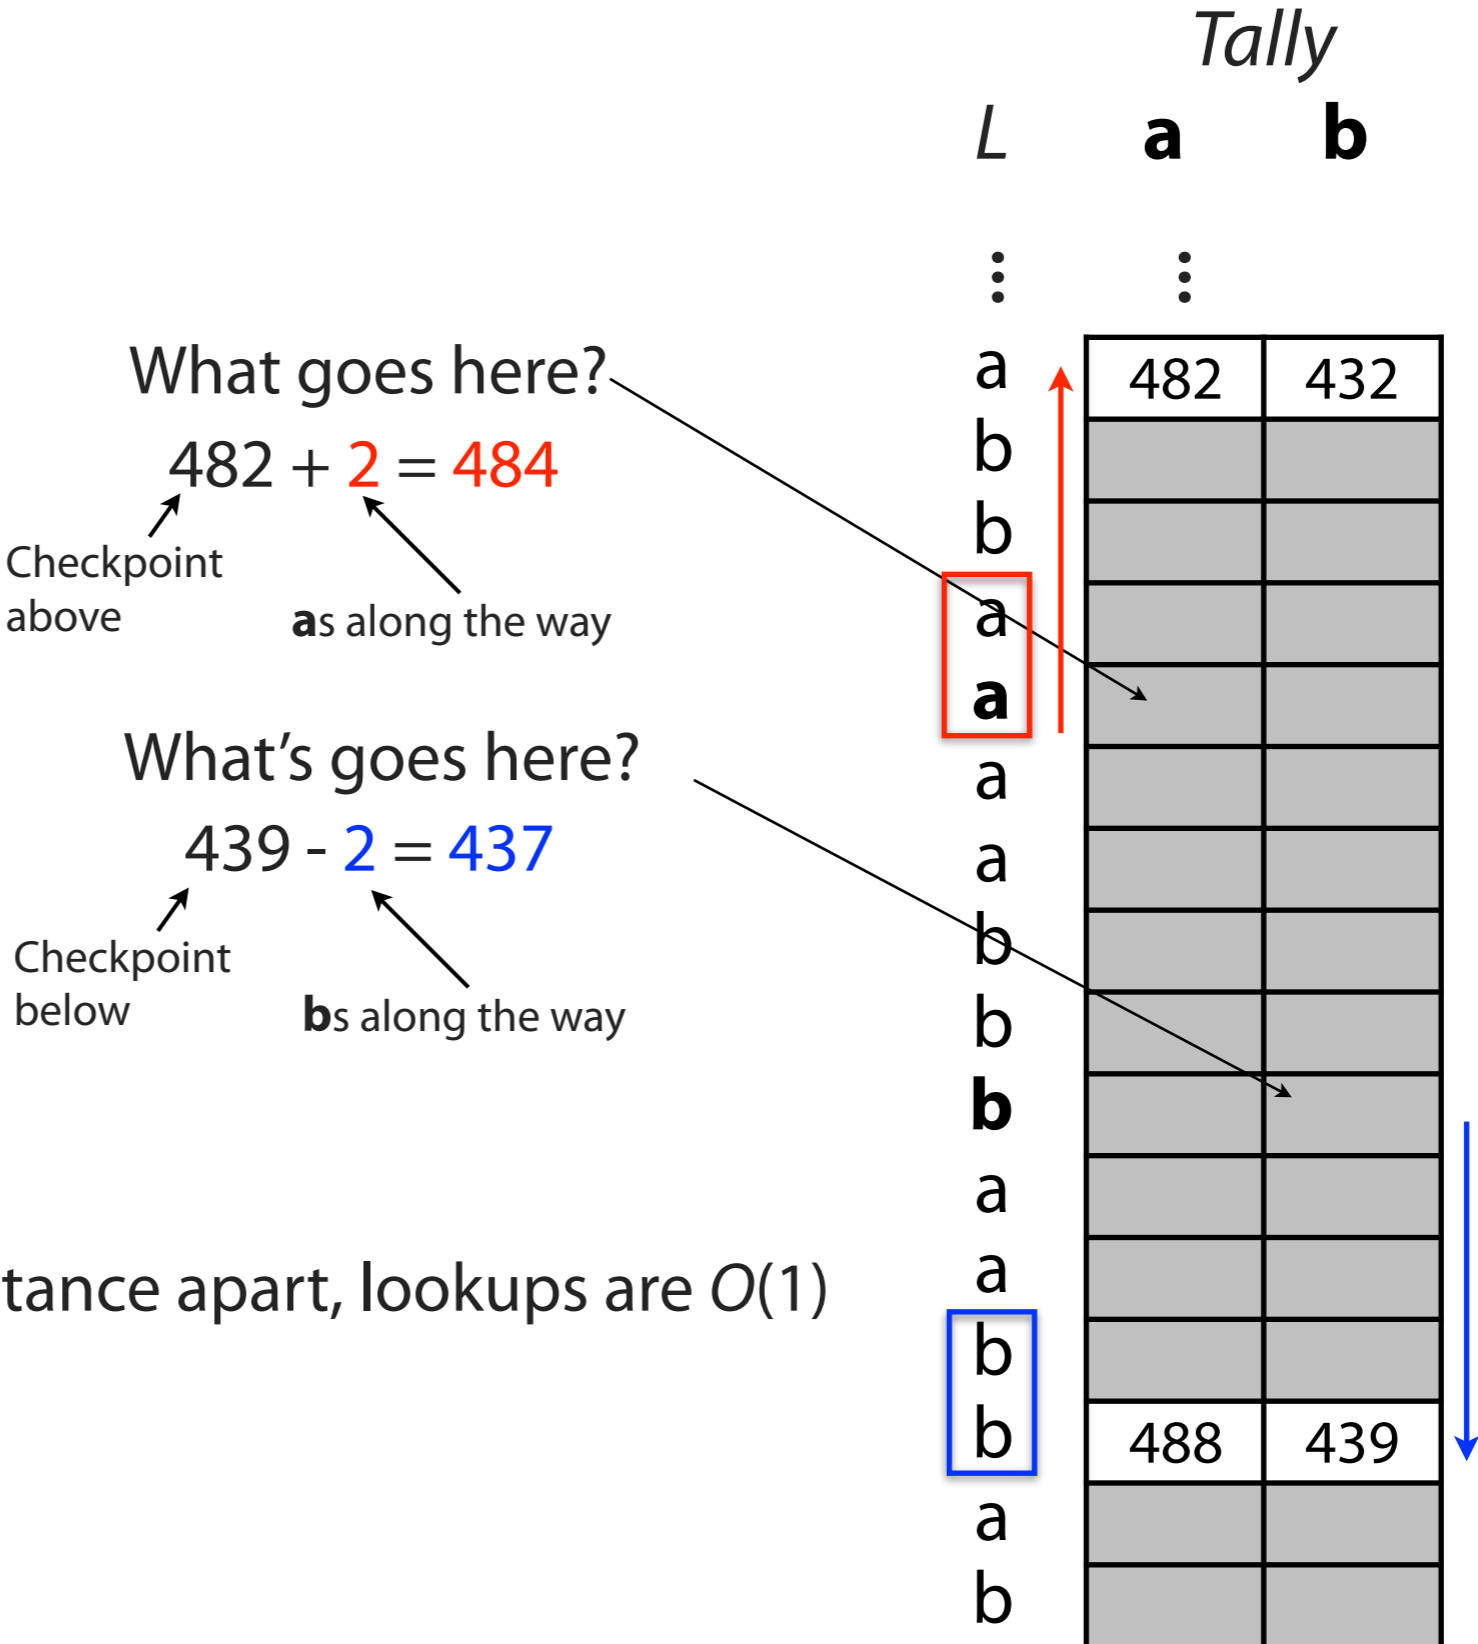 Tally
L a b
⋮ ⋮
What goes here?
482 + 2 = 484
Checkpoint
above
as along the way
What's goes here?
439 - 2 = 437
Checkpoint
below
bs along the way
tance apart, lookups are O(1)
a 482 432
b
b
a
a
a
a
b
b
b
a
a
b
b 488 439
a
b